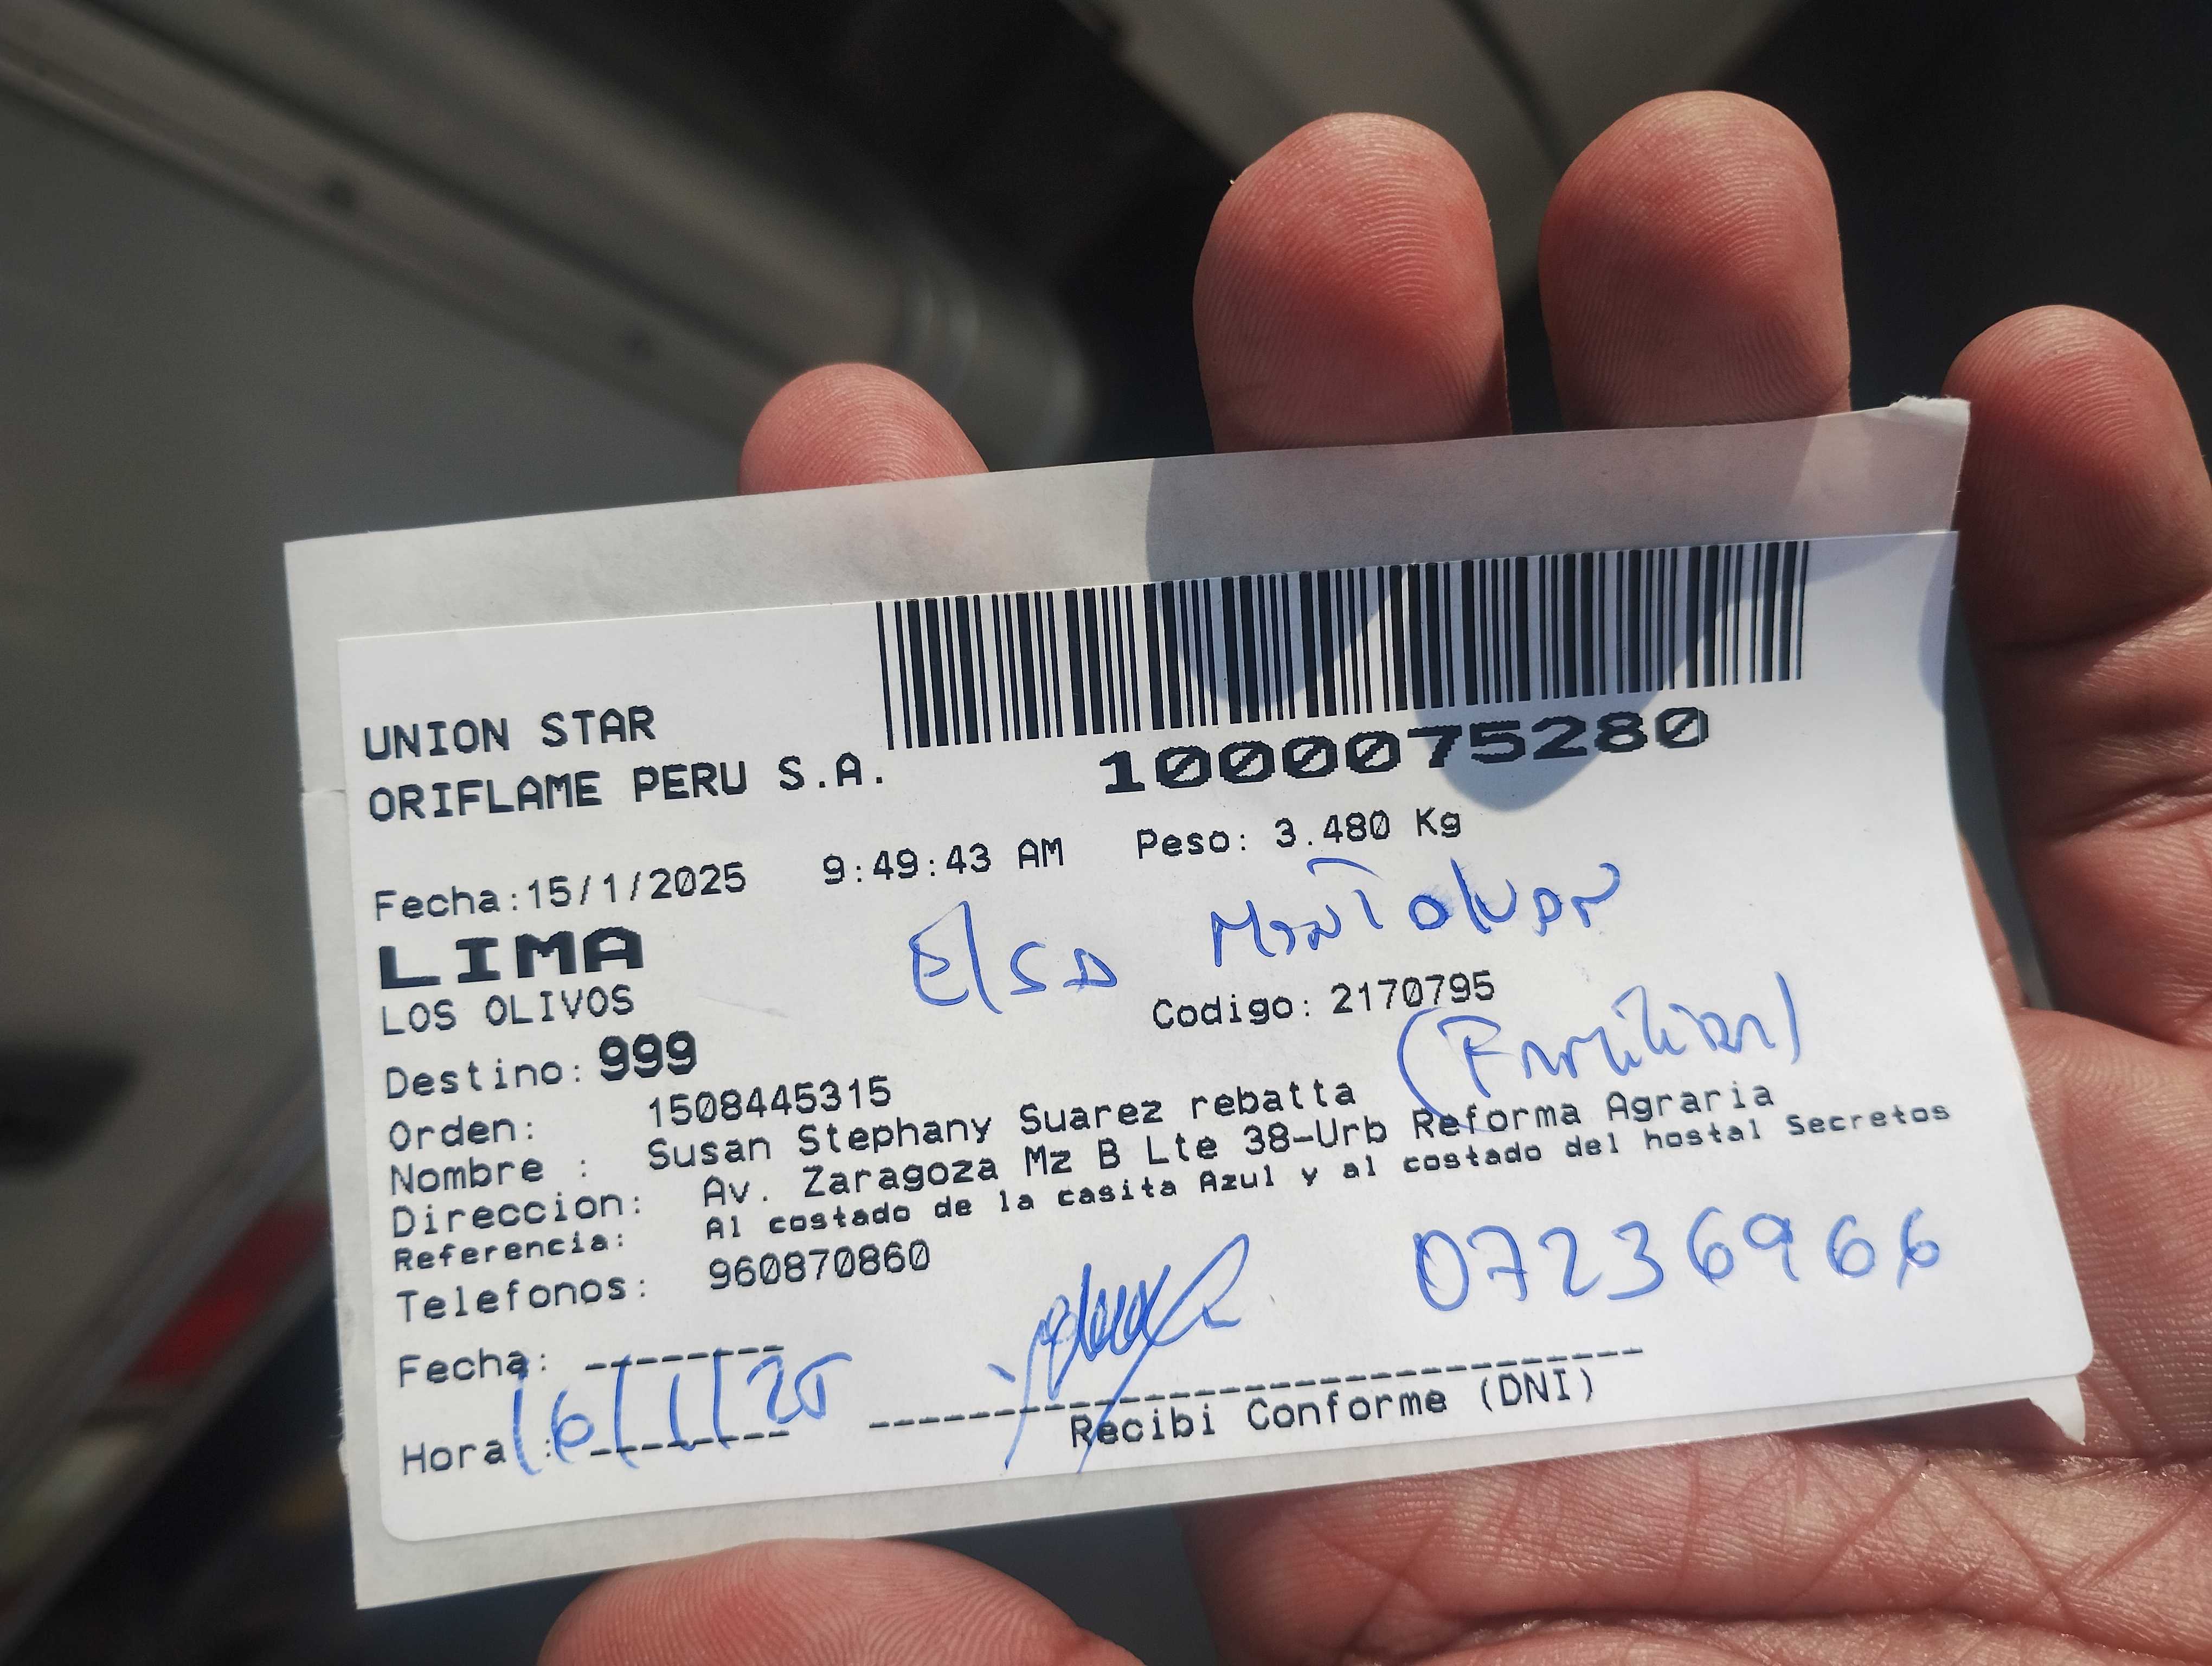 UNION STAR
ORIFLAME PERU S.A.
1000075280
Fecha:15/1/2025 9:49:43 AM Peso: 3.480 Kg
LIMA
Elsa
LOS OLIVOS
Codigo: 2170795
(Familiar)
Destino: 999
Orden: 1508445315
Nombre : Susan Stephany Suarez rebatta
Direccion: Av. Zaragoza Mz B Lte 38-Urb Reforma Agraria
Referencia: Al costado de la casita Azul y al costado del hostal Secretos
Telefonos: 960870860
07236966
Fecha: --------
16/1/25
Hora : --------
Recibi Conforme (DNI)